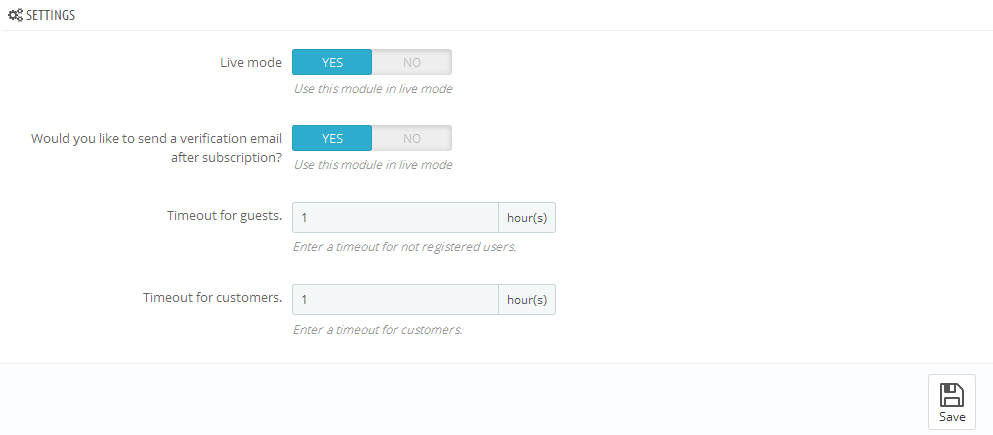 SETTINGS
Live mode YES NO
Use this module in live mode
Would you like to send a verification email
after subscription? YES NO
Use this module in live mode
Timeout for guests. 1 hour(s)
Enter a timeout for not registered users.
Timeout for customers. 1 hour(s)
Enter a timeout for customers.
Save